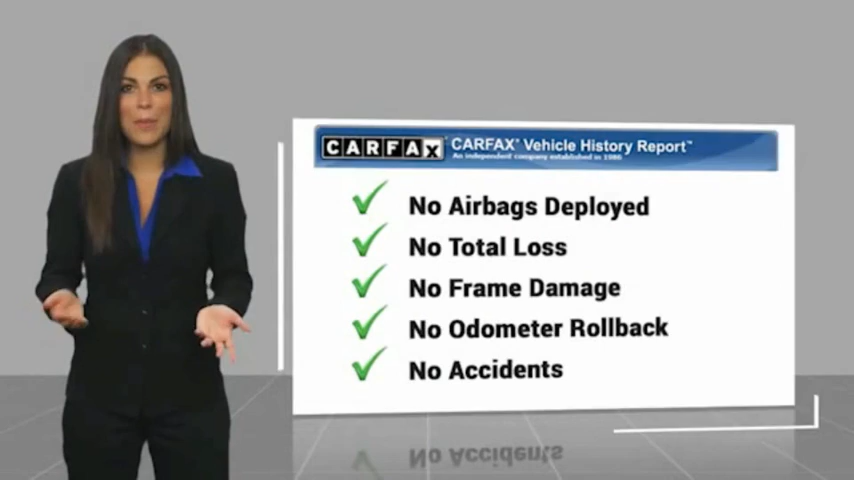 CARFAX CARFAX® Vehicle History Report™
An independent company established in 1986
No Airbags Deployed
No Total Loss
No Frame Damage
No Odometer Rollback
No Accidents
No Accidents